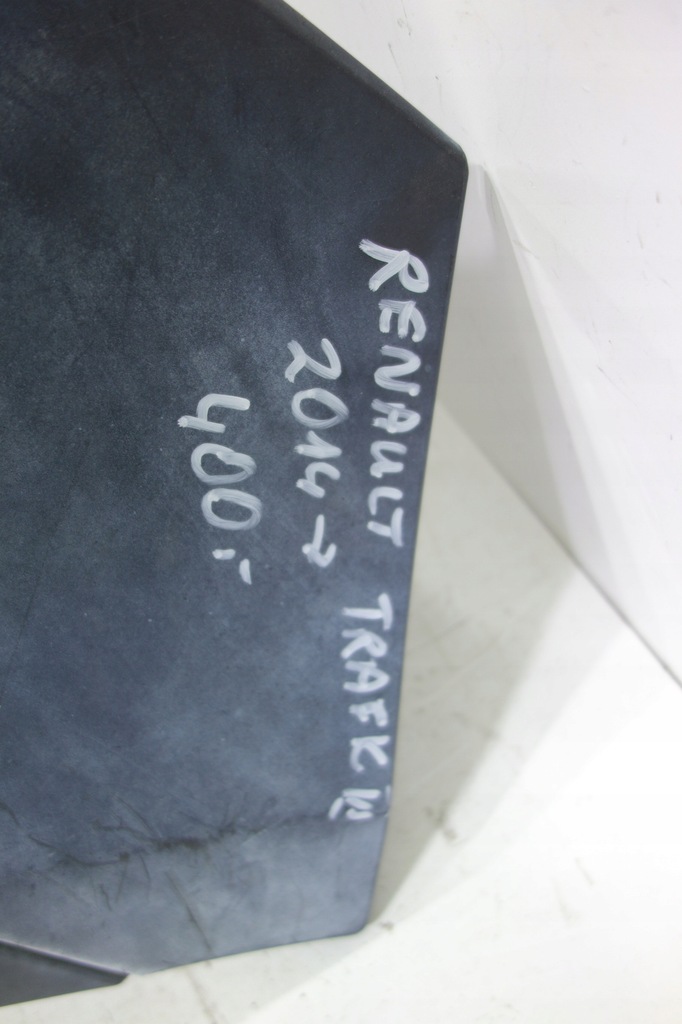 RENAULT TRAFIC III
2014 →
400,-